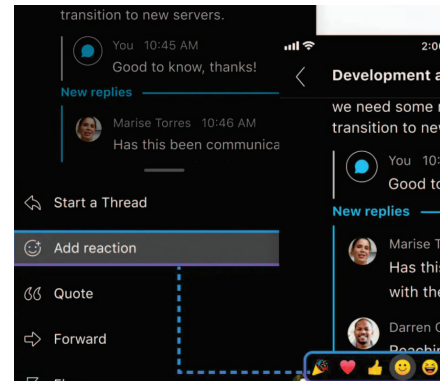 transition to new servers.
You 10:45 AM
Good to know, thanks!
New replies
Marise Torres 10:46 AM
Has this been communica
Start a Thread
Add reaction
Quote
Forward
2:0
Development a
we need some
transition to ne
You 10:
Good to
New replies
Marise T
Has this
with the
Darren